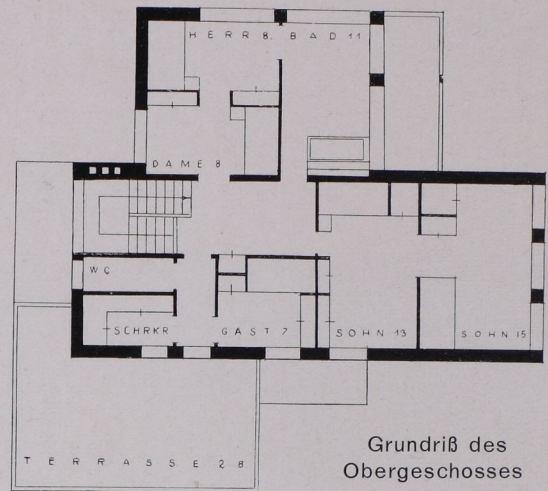 HERR 8. BAD 11
DAME 8
WC
SCHRKR GAST 7 SOHN 13 SOHN 15
TERRASSE 28
Grundriß des
Obergeschosses